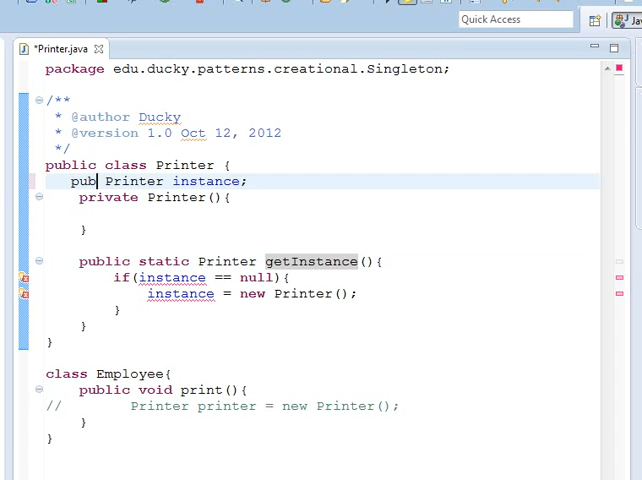 Quick Access
Jav
*Printer.java
package edu.ducky.patterns.creational.Singleton;
/**
* @author Ducky
* @version 1.0 Oct 12, 2012
*/
public class Printer {
pub Printer instance;
private Printer(){
}
public static Printer getInstance(){
if(instance == null){
instance = new Printer();
}
}
}
class Employee{
public void print(){
// Printer printer = new Printer();
}
}